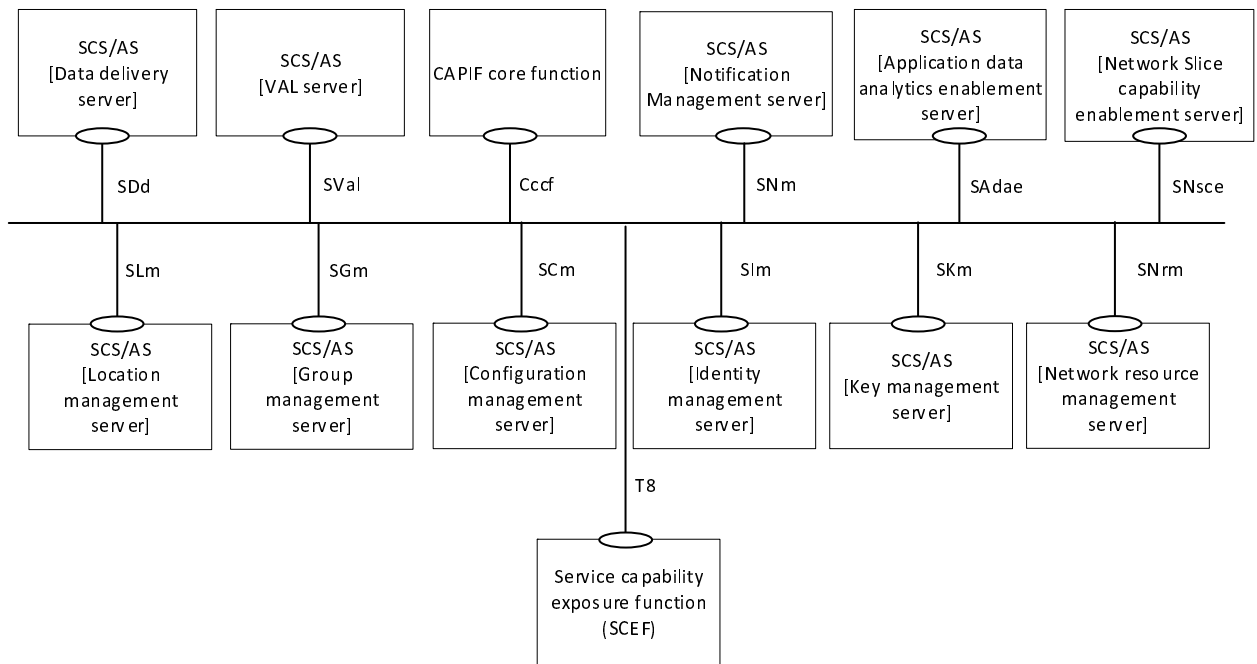 SCS/AS
[Data delivery
server]
SCS/AS
[VAL server]
CAPIF core function
SCS/AS
[Notification
Management server]
SCS/AS
[Application data
analytics enablement
server]
SCS/AS
[Network Slice
capability
enablement server]
SDd
SVal
Cccf
SNm
SAdae
SNsce
SLm
SGm
SCm
SIm
SKm
SNrm
SCS/AS
[Location
management
server]
SCS/AS
[Group
management
server]
SCS/AS
[Configuration
management
server]
SCS/AS
[Identity
management
server]
SCS/AS
[Key management
server]
SCS/AS
[Network resource
management
server]
T8
Service capability
exposure function
(SCEF)